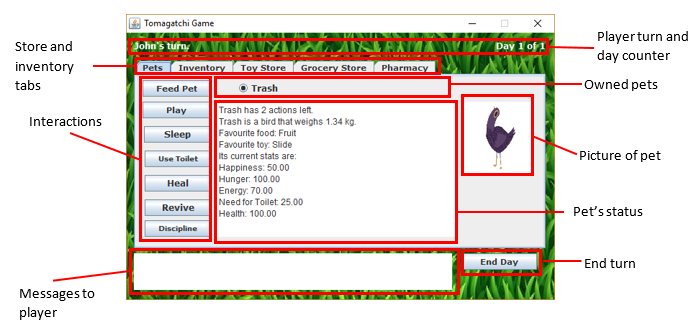 Tomagatchi Game
John's turn.
Day 1 of 1
Player turn and
day counter
Store and
inventory
tabs
Pets
Inventory
Toy Store
Grocery Store
Pharmacy
Feed Pet
Trash
Owned pets
Play
Trash has 2 actions left.
Trash is a bird that weighs 1.34 kg.
Interactions
Sleep
Favourite food: Fruit
Favourite toy: Slide
Use Toilet
Its current stats are:
Picture of pet
Happiness: 50.00
Heal
Hunger: 100.00
Energy: 70.00
Revive
Need for Toilet: 25.00
Pet's status
Health: 100.00
Discipline
End Day
End turn
Messages to
player